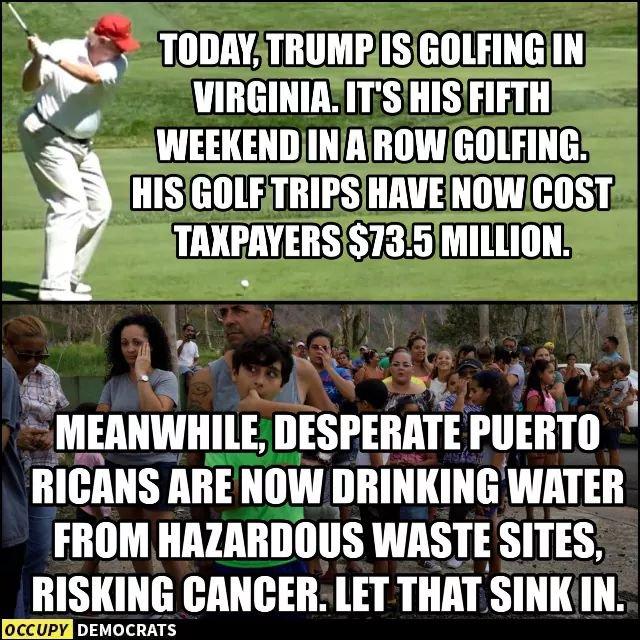 TODAY, TRUMP IS GOLFING IN
VIRGINIA. IT'S HIS FIFTH
WEEKEND IN A ROW GOLFING.
HIS GOLF TRIPS HAVE NOW COST
TAXPAYERS $73.5 MILLION.
MEANWHILE, DESPERATE PUERTO
RICANS ARE NOW DRINKING WATER
FROM HAZARDOUS WASTE SITES,
RISKING CANCER. LET THAT SINK IN.
OCCUPY DEMOCRATS